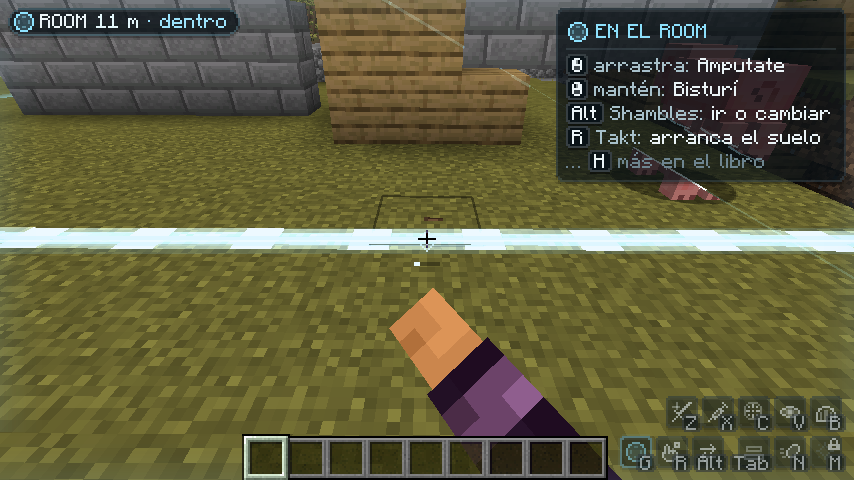 ROOM 11 m · dentro
EN EL ROOM
arrastra: Amputate
mantén: Bisturí
Alt Shambles: ir o cambiar
R Takt: arranca el suelo
... H más en el libro
Z X C V B
G R Alt Tab N M